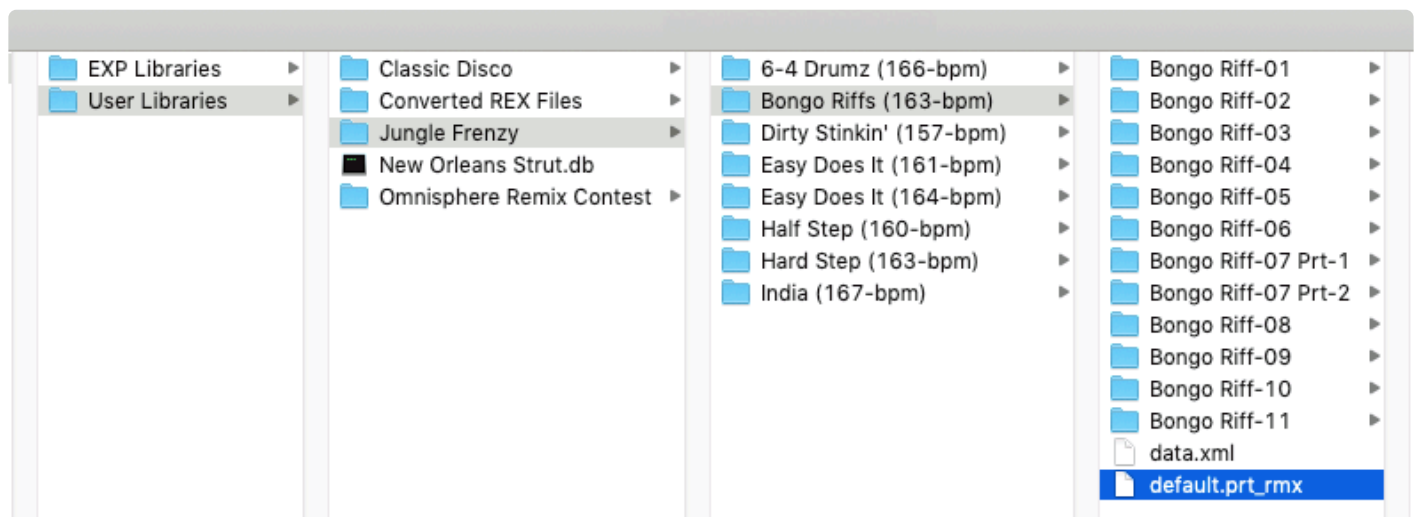 EXP Libraries
User Libraries
Classic Disco
Converted REX Files
Jungle Frenzy
New Orleans Strut.db
Omnisphere Remix Contest
6-4 Drumz (166-bpm)
Bongo Riffs (163-bpm)
Dirty Stinkin' (157-bpm)
Easy Does It (161-bpm)
Easy Does It (164-bpm)
Half Step (160-bpm)
Hard Step (163-bpm)
India (167-bpm)
Bongo Riff-01
Bongo Riff-02
Bongo Riff-03
Bongo Riff-04
Bongo Riff-05
Bongo Riff-06
Bongo Riff-07 Prt-1
Bongo Riff-07 Prt-2
Bongo Riff-08
Bongo Riff-09
Bongo Riff-10
Bongo Riff-11
data.xml
default.prt_rmx